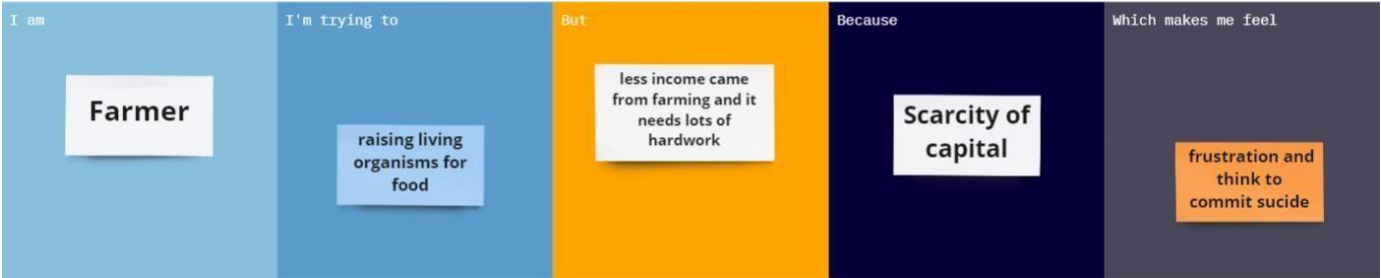 I am
Farmer
I'm trying to
raising living
organisms for
food
But
less income came
from farming and it
needs lots of
hardwork
Because
Scarcity of
capital
Which makes me feel
frustration and
think to
commit sucide